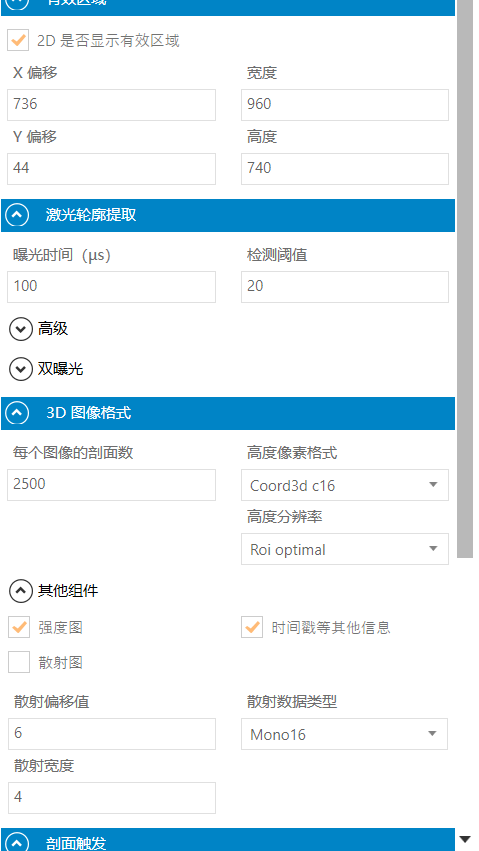 有效区域
2D 是否显示有效区域
X 偏移 宽度
736 960
Y 偏移 高度
44 740
激光轮廓提取
曝光时间（μs） 检测阈值
100 20
高级
双曝光
3D 图像格式
每个图像的剖面数 高度像素格式
2500 Coord3d c16
高度分辨率
Roi optimal
其他组件
强度图 时间戳等其他信息
散射图
散射偏移值 散射数据类型
6 Mono16
散射宽度
4
剖面触发